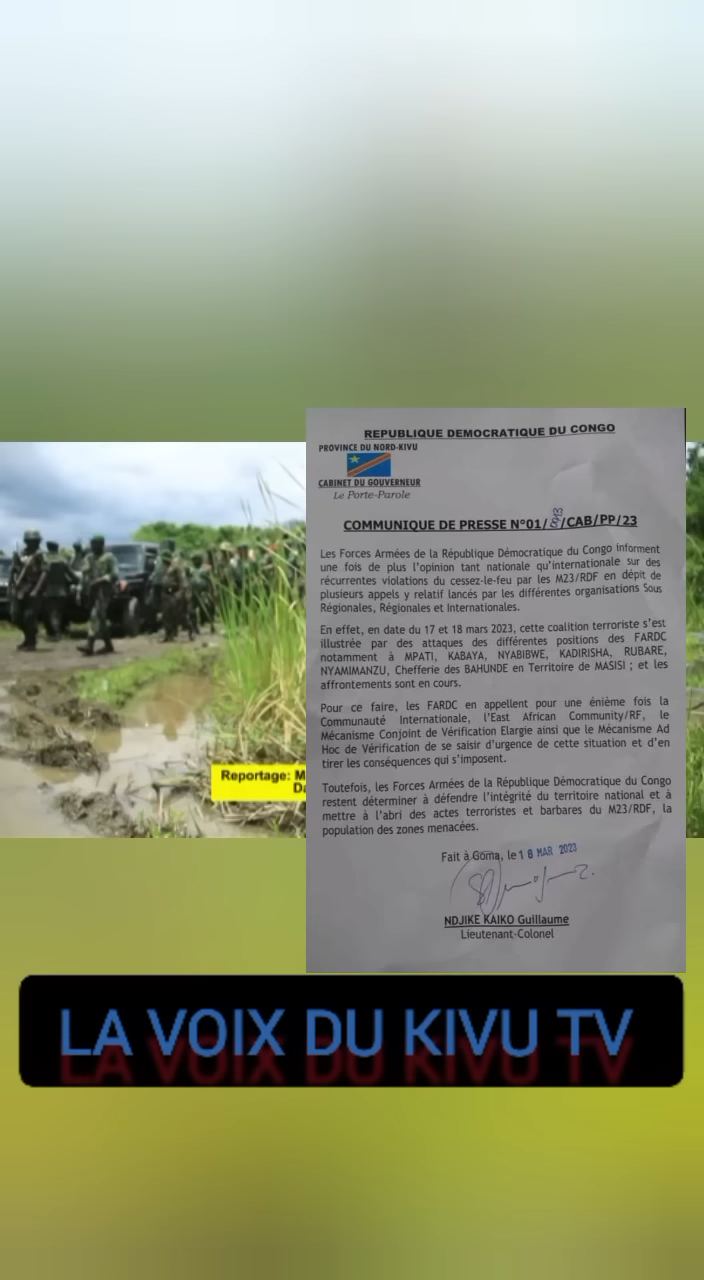 REPUBLIQUE DEMOCRATIQUE DU CONGO
PROVINCE DU NORD-KIVU
CABINET DU GOUVERNEUR
Le Porte-Parole
COMMUNIQUE DE PRESSE N°01/ /CAB/PP/23
Les Forces Armées de la République Démocratique du Congo informent
une fois de plus l'opinion tant nationale qu'internationale sur des
récurrentes violations du cessez-le-feu par les M23/RDF en dépit de
plusieurs appels y relatif lancés par les différentes organisations Sous
Régionales, Régionales et Internationales.
En effet, en date du 17 et 18 mars 2023, cette coalition terroriste s'est
illustrée par des attaques des différentes positions des FARDC
notamment à MPATI, KABAYA, NYABIBWE, KADIRISHA, RUBARE,
NYAMIMANZU, Chefferie des BAHUNDE en Territoire de MASISI ; et les
affrontements sont en cours.
Pour ce faire, les FARDC en appellent pour une énième fois la
Communauté Internationale, l'East African Community/RF, le
Mécanisme Conjoint de Vérification Elargie ainsi que le Mécanisme Ad
Hoc de Vérification de se saisir d'urgence de cette situation et d'en
tirer les conséquences qui s'imposent.
Toutefois, les Forces Armées de la République Démocratique du Congo
restent déterminer à défendre l'intégrité du territoire national et à
mettre à l'abri des actes terroristes et barbares du M23/RDF, la
population des zones menacées.
Fait à Goma, le 18 MAR 2023
NDJIKE KAIKO Guillaume
Lieutenant-Colonel
Reportage: M
Da
LA VOIX DU KIVU TV